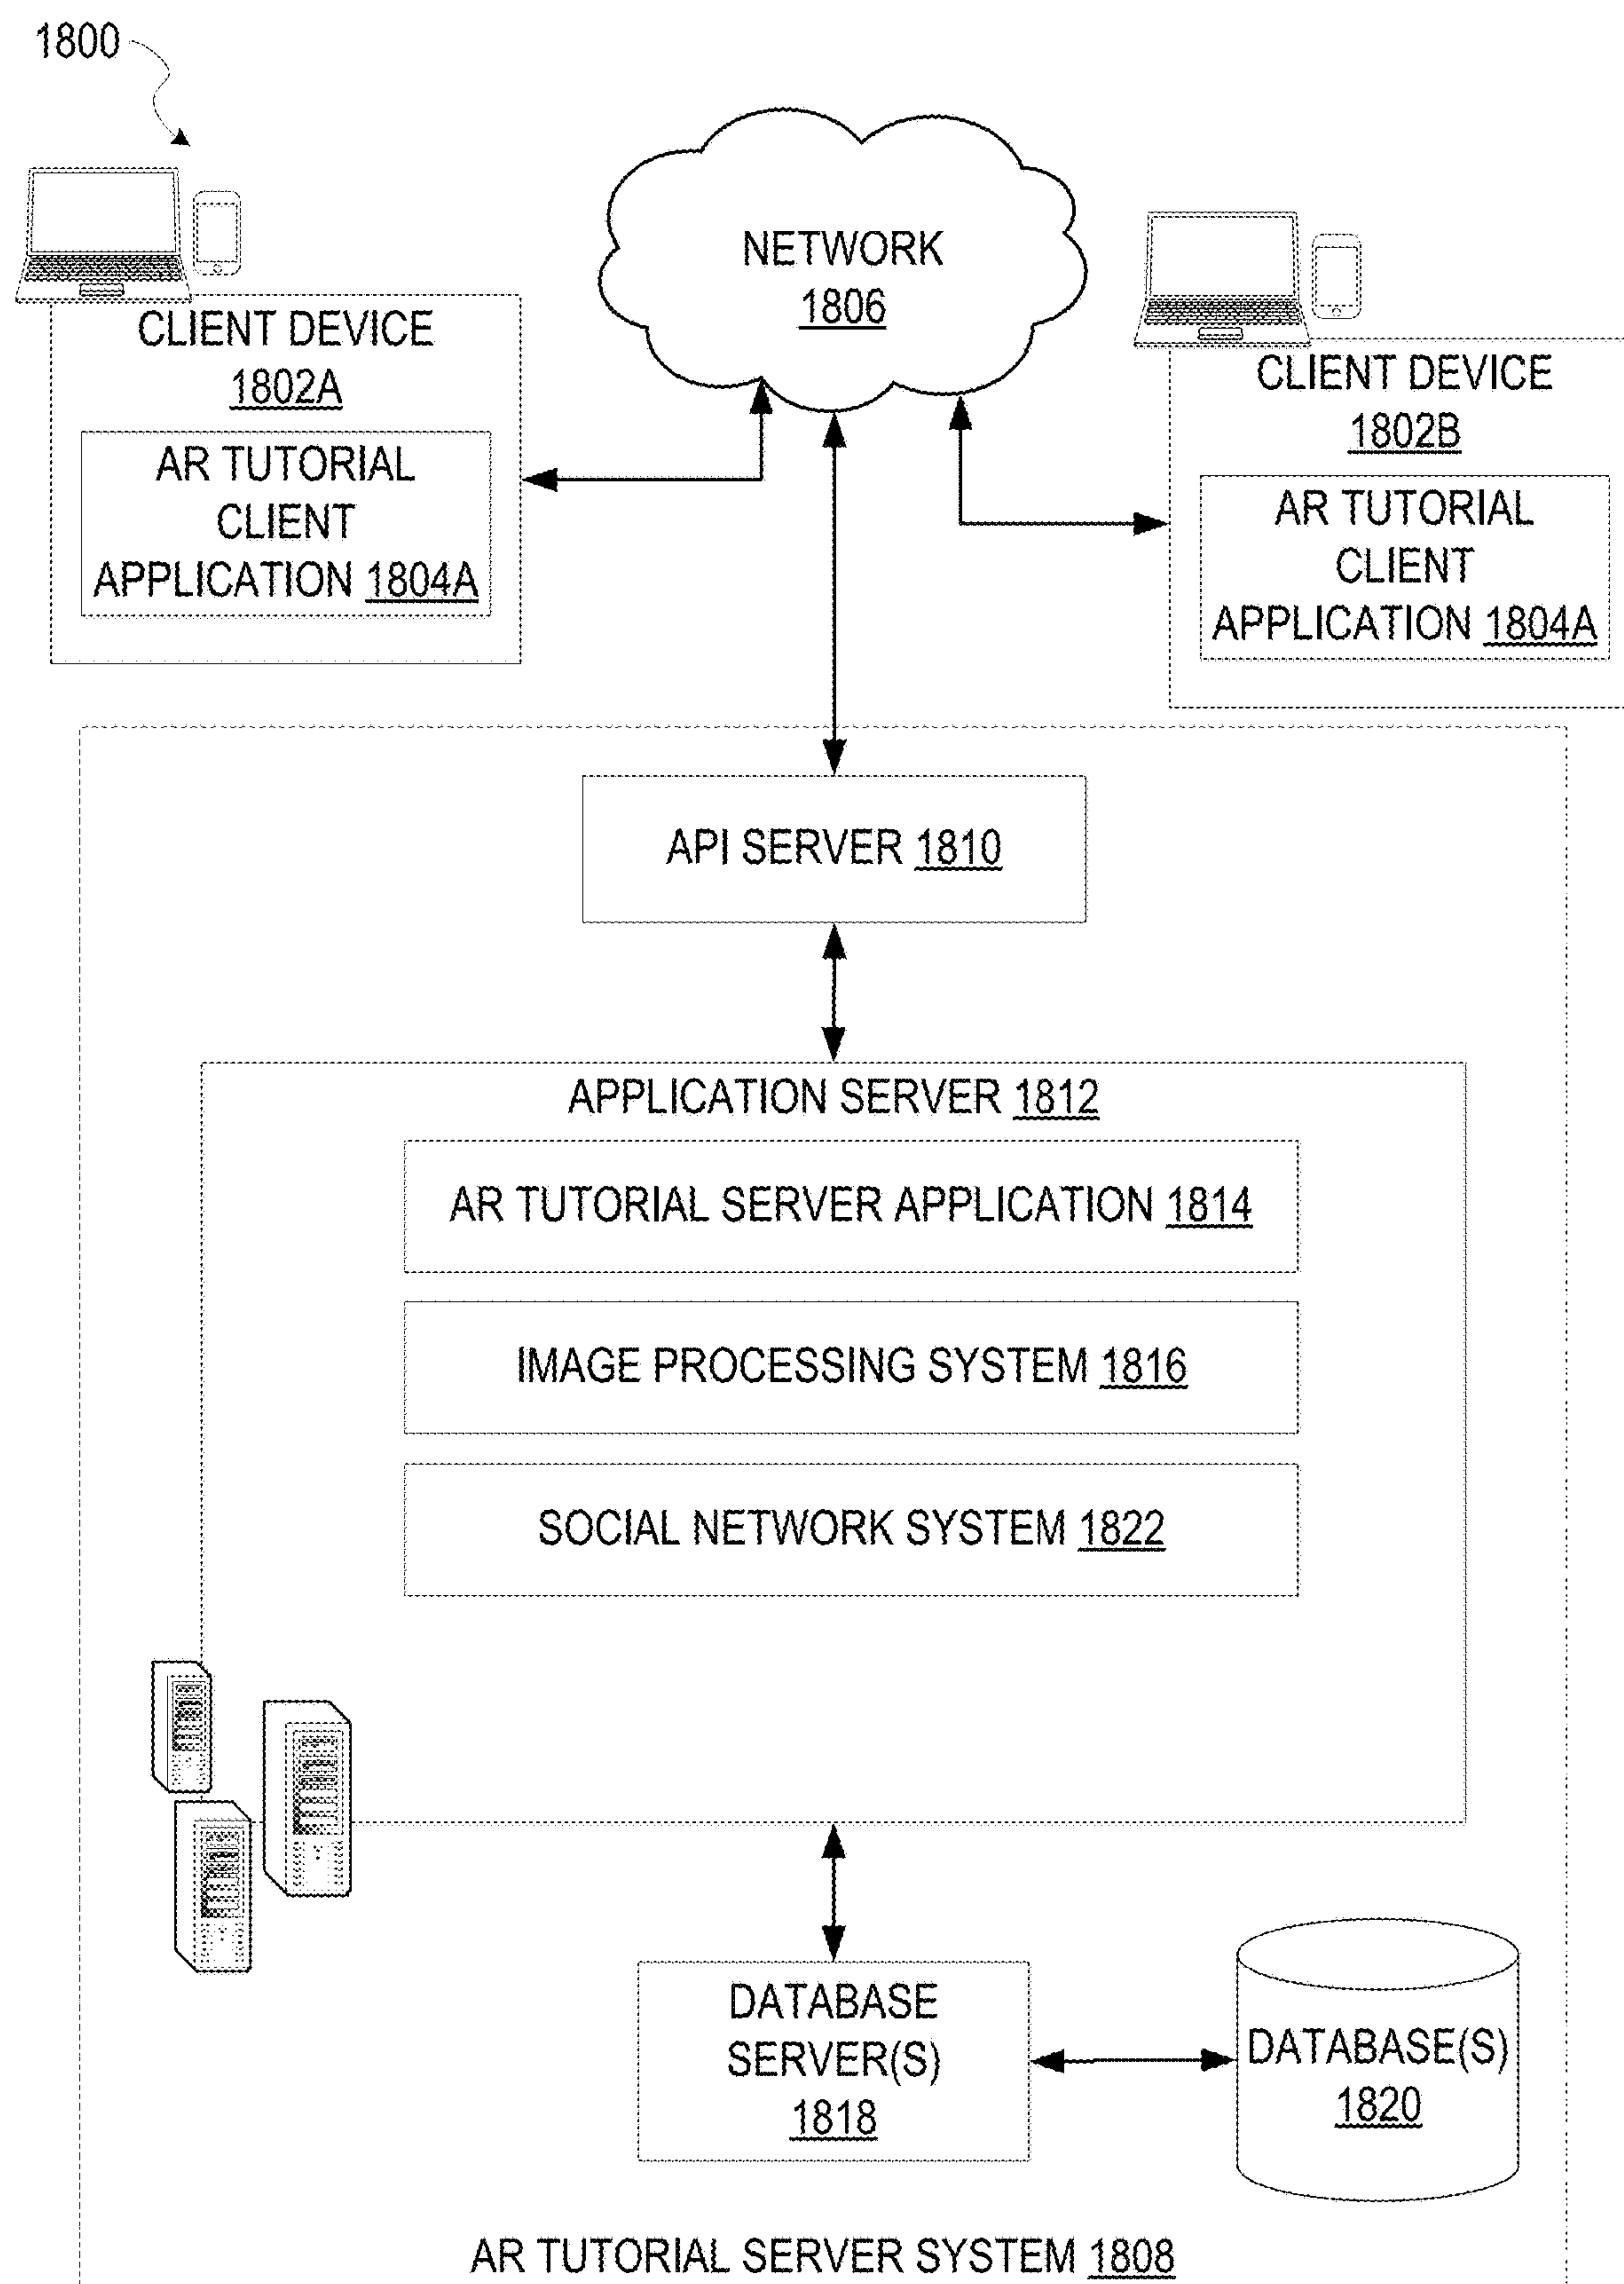 1800
NETWORK
1806
CLIENT DEVICE
1802A
AR TUTORIAL
CLIENT
APPLICATION 1804A
CLIENT DEVICE
1802B
AR TUTORIAL
CLIENT
APPLICATION 1804A
API SERVER 1810
APPLICATION SERVER 1812
AR TUTORIAL SERVER APPLICATION 1814
IMAGE PROCESSING SYSTEM 1816
SOCIAL NETWORK SYSTEM 1822
DATABASE
SERVER(S)
1818
DATABASE(S)
1820
AR TUTORIAL SERVER SYSTEM 1808